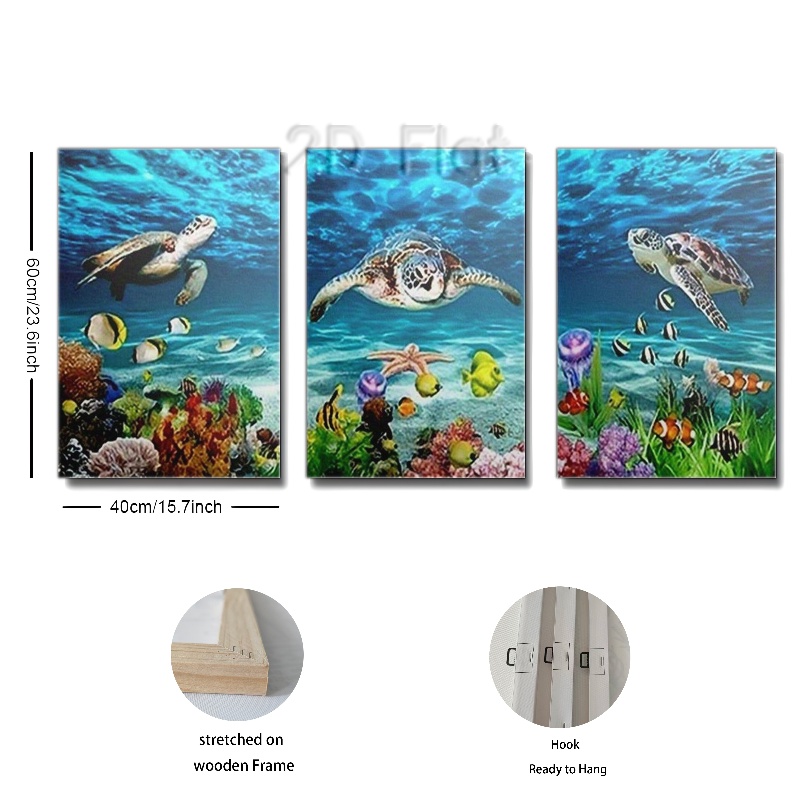 2D Flat
60cm/23.6inch
40cm/15.7inch
stretched on
wooden Frame
Hook
Ready to Hang